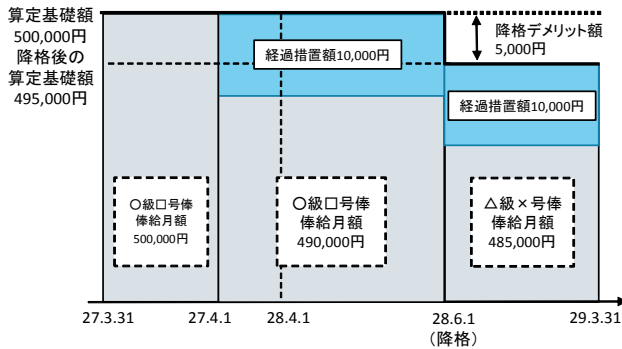 算定基礎額
500,000円
降格後の
算定基礎額
495,000円
経過措置額10,000円
降格デメリット額
5,000円
経過措置額10,000円
〇級口号俸
俸給月額
500,000円
〇級口号俸
俸給月額
490,000円
△級×号俸
俸給月額
485,000円
27.3.31
27.4.1
28.4.1
28.6.1
(降格)
29.3.31